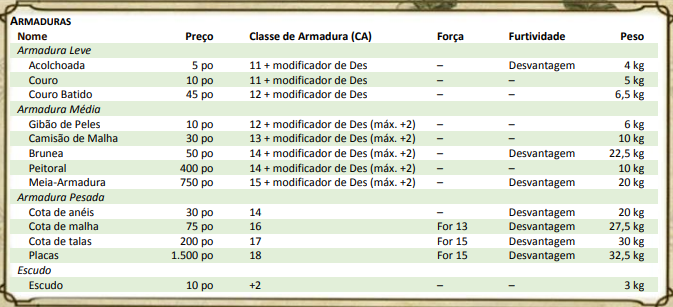 ARMADURAS
Nome Preço Classe de Armadura (CA) Força Furtividade Peso
Armadura Leve
Acolchoada 5 po 11 + modificador de Des – Desvantagem 4 kg
Couro 10 po 11 + modificador de Des – – 5 kg
Couro Batido 45 po 12 + modificador de Des – – 6,5 kg
Armadura Média
Gibão de Peles 10 po 12 + modificador de Des (máx. +2) – – 6 kg
Camisão de Malha 30 po 13 + modificador de Des (máx. +2) – – 10 kg
Brunea 50 po 14 + modificador de Des (máx. +2) – Desvantagem 22,5 kg
Peitoral 400 po 14 + modificador de Des (máx. +2) – – 10 kg
Meia-Armadura 750 po 15 + modificador de Des (máx. +2) – Desvantagem 20 kg
Armadura Pesada
Cota de anéis 30 po 14 – Desvantagem 20 kg
Cota de malha 75 po 16 For 13 Desvantagem 27,5 kg
Cota de talas 200 po 17 For 15 Desvantagem 30 kg
Placas 1.500 po 18 For 15 Desvantagem 32,5 kg
Escudo
Escudo 10 po +2 – – 3 kg